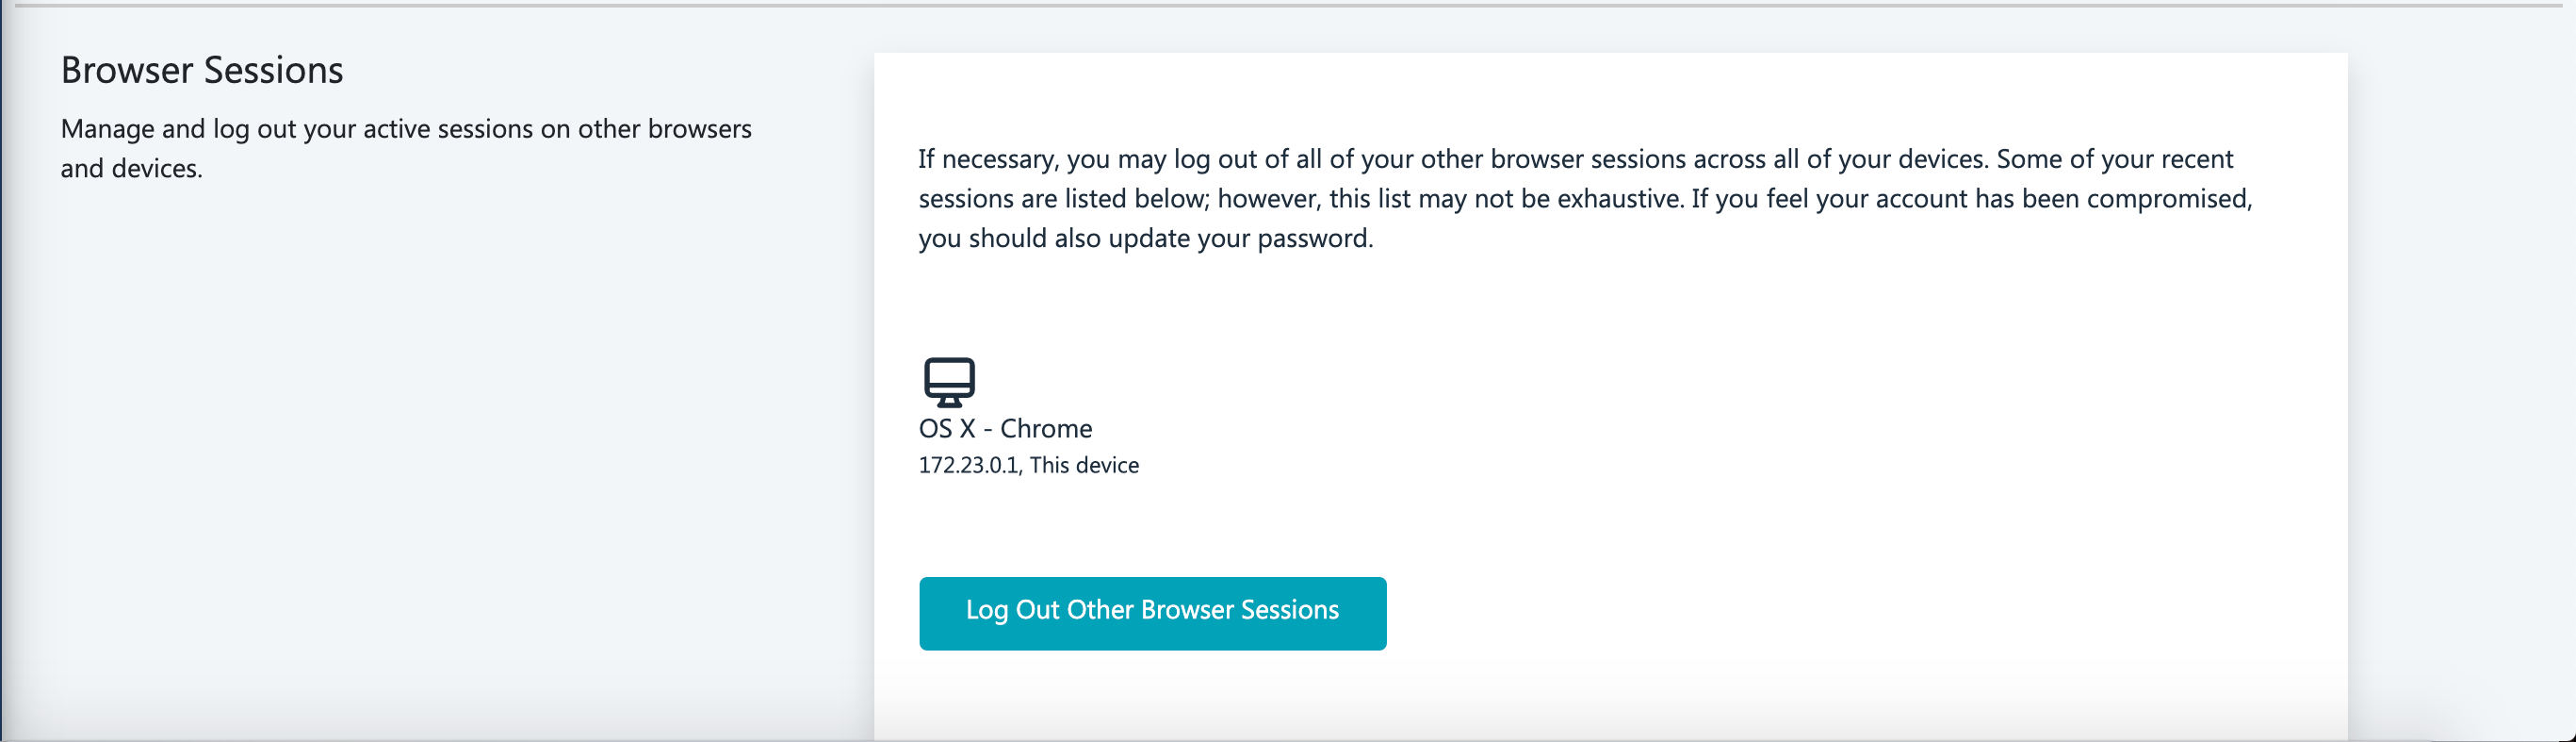 Browser Sessions
Manage and log out your active sessions on other browsers
and devices.
If necessary, you may log out of all of your other browser sessions across all of your devices. Some of your recent
sessions are listed below; however, this list may not be exhaustive. If you feel your account has been compromised,
you should also update your password.
OS X - Chrome
172.23.0.1, This device
Log Out Other Browser Sessions